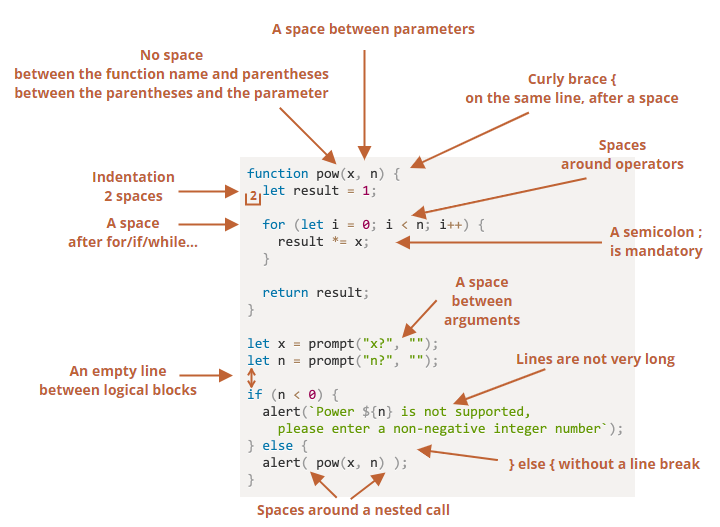 A space between parameters
No space
between the function name and parentheses
between the parentheses and the parameter
Curly brace {
on the same line, after a space
Spaces
around operators
Indentation
2 spaces
A space
after for/if/while...
A semicolon ;
is mandatory
A space
between
arguments
An empty line
between logical blocks
Lines are not very long
} else { without a line break
Spaces around a nested call
function pow(x, n) {
2
  let result = 1;
  for (let i = 0; i < n; i++) {
    result *= x;
  }
  return result;
}
let x = prompt("x?", "");
let n = prompt("n?", "");
if (n < 0) {
  alert(`Power ${n} is not supported,
    please enter a non-negative integer number`);
} else {
  alert( pow(x, n) );
}